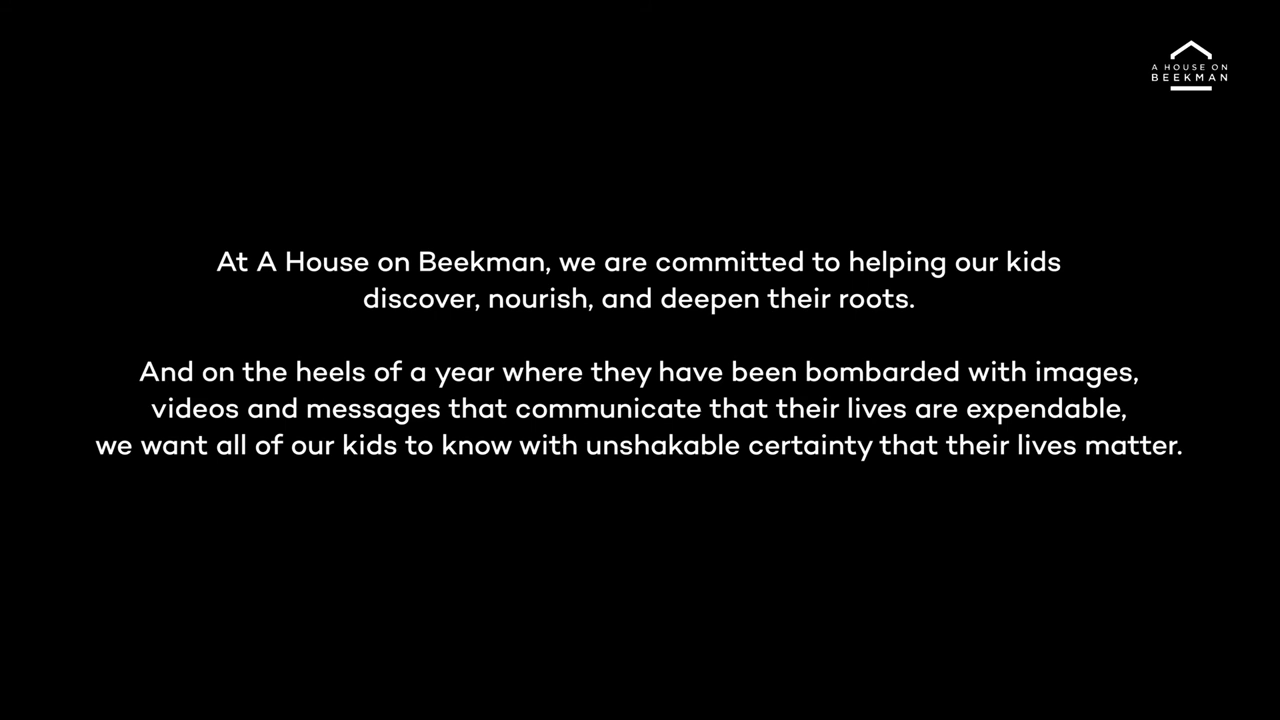 A HOUSE ON
BEEKMAN
At A House on Beekman, we are committed to helping our kids
discover, nourish, and deepen their roots.
And on the heels of a year where they have been bombarded with images,
videos and messages that communicate that their lives are expendable,
we want all of our kids to know with unshakable certainty that their lives matter.